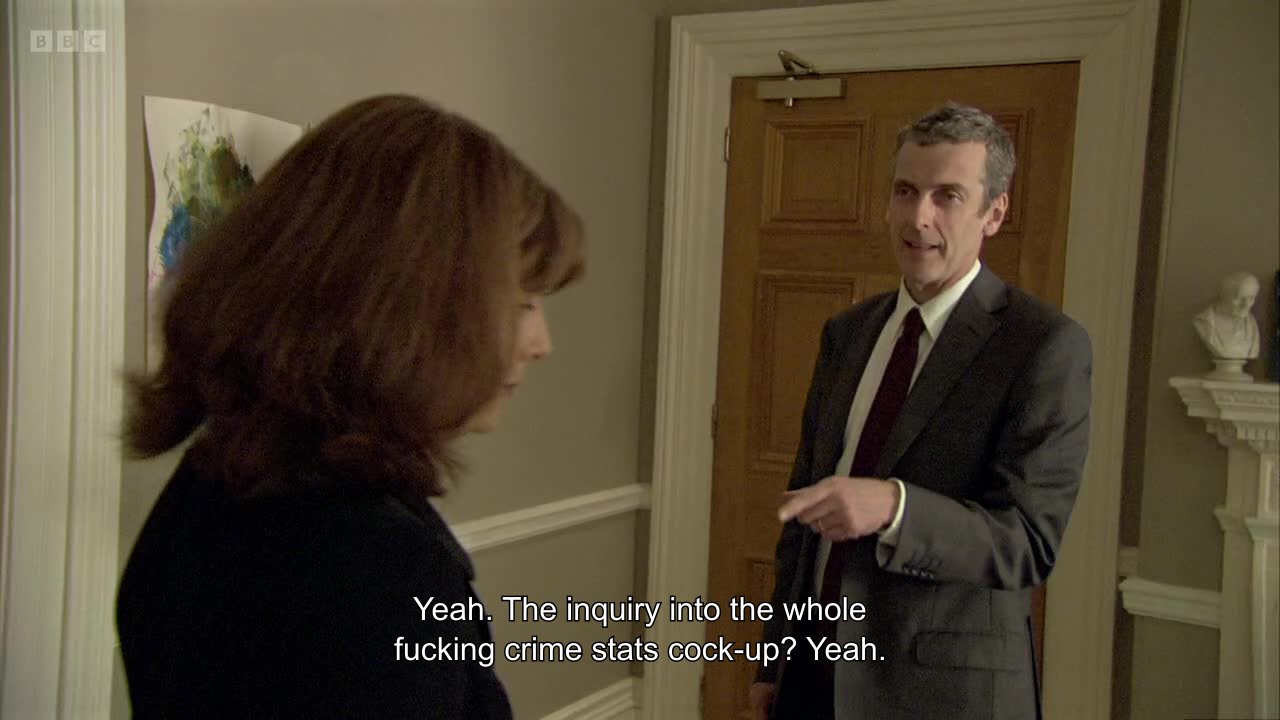 BBC
Yeah. The inquiry into the whole
fucking crime stats cock-up? Yeah.